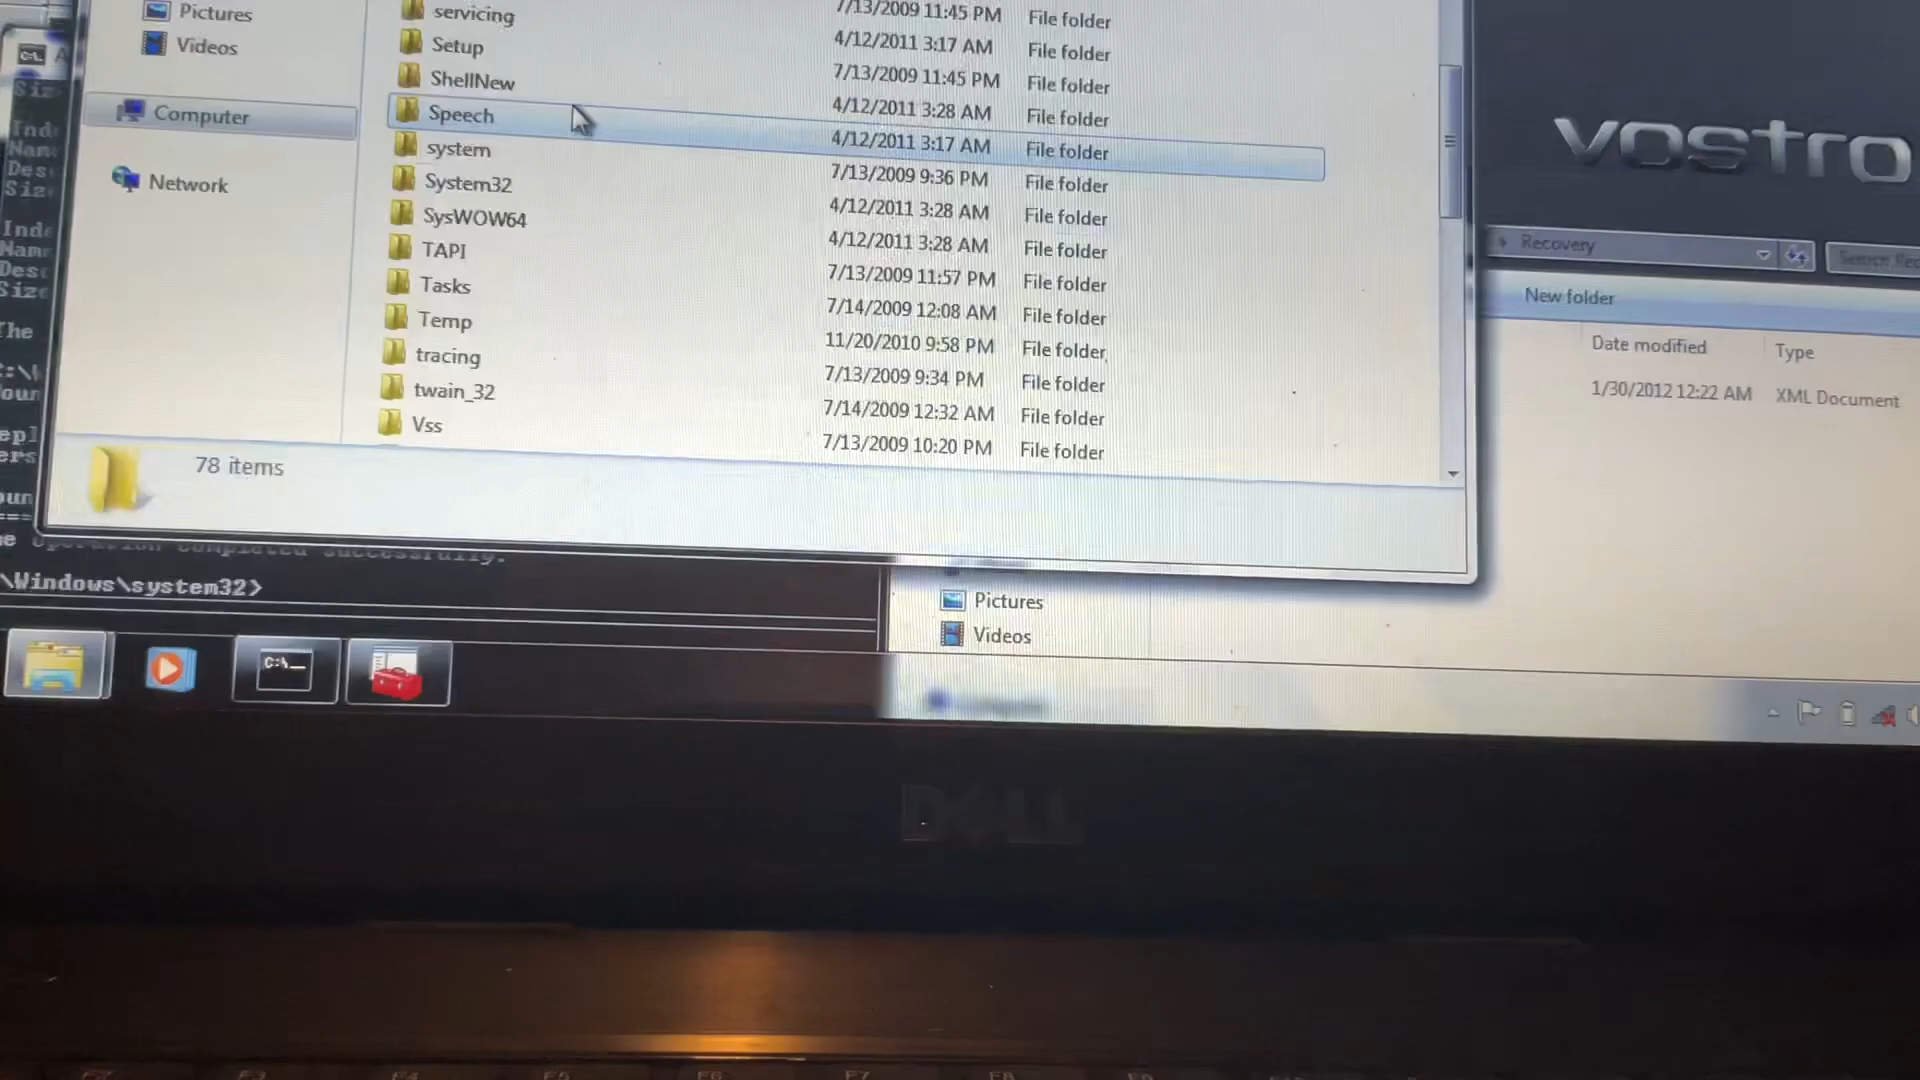 Pictures
Videos
Computer
Network
servicing 7/13/2009 11:45 PM File folder
Setup 4/12/2011 3:17 AM File folder
ShellNew 7/13/2009 11:45 PM File folder
Speech 4/12/2011 3:28 AM File folder
system 4/12/2011 3:17 AM File folder
System32 7/13/2009 9:36 PM File folder
SysWOW64 4/12/2011 3:28 AM File folder
TAPI 4/12/2011 3:28 AM File folder
Tasks 7/13/2009 11:57 PM File folder
Temp 7/14/2009 12:08 AM File folder
tracing 11/20/2010 9:58 PM File folder
twain_32 7/13/2009 9:34 PM File folder
Vss 7/14/2009 12:32 AM File folder
7/13/2009 10:20 PM File folder
78 items
completed successfully.
\Windows\system32>
C:\_
vostro
Recovery
New folder
Date modified Type
1/30/2012 12:22 AM XML Document
Pictures
Videos
DELL
The